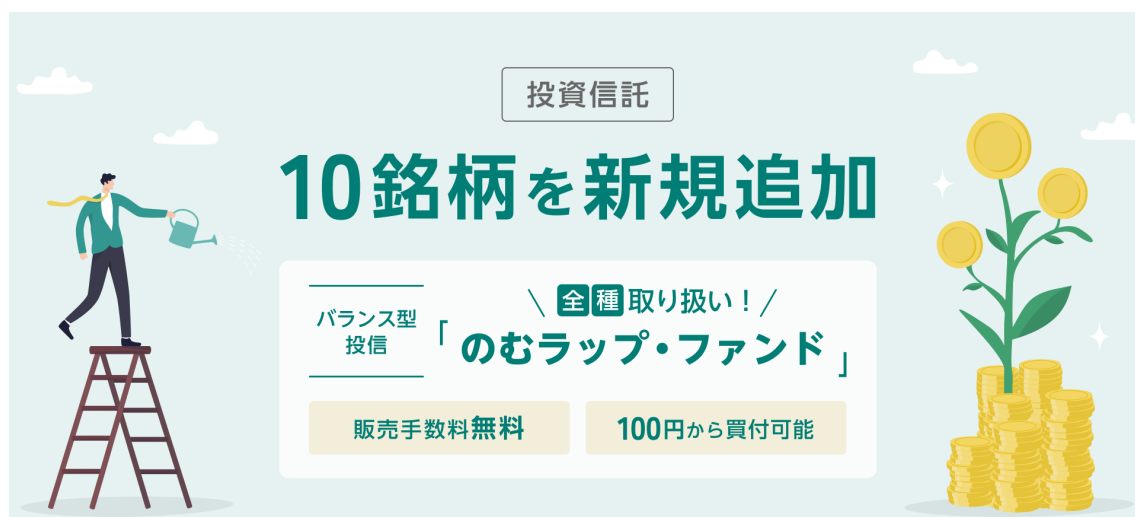 投資信託
10銘柄を新規追加
バランス型
投信
\ 全種取り扱い！ /
「のむラップ・ファンド」
販売手数料無料
100円から買付可能